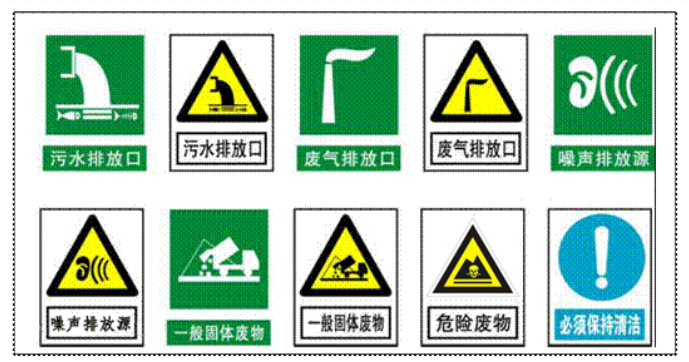 污水排放口
污水排放口
废气排放口
废气排放口
噪声排放源
噪声排放源
一般固体废物
一般固体废物
危险废物
必须保持清洁